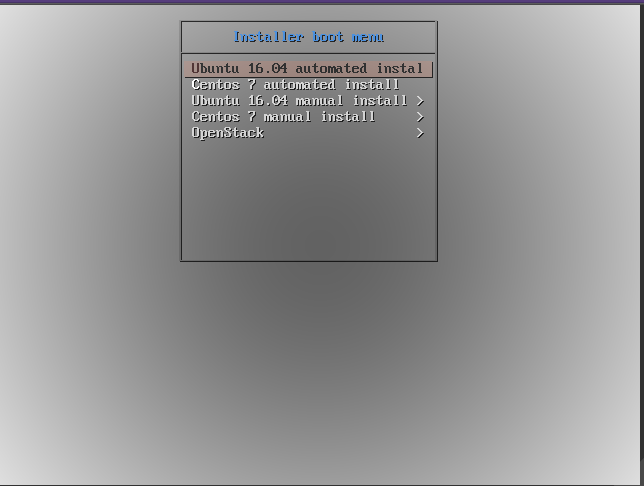 Installer boot menu
Ubuntu 16.04 automated instal
Centos 7 automated install
Ubuntu 16.04 manual install >
Centos 7 manual install >
OpenStack >